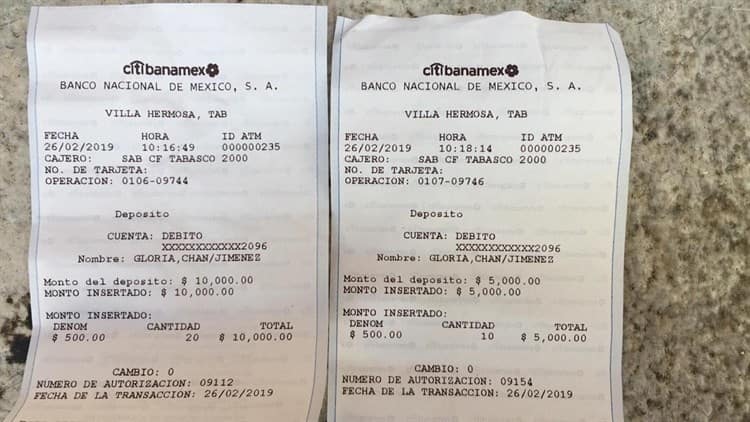 citibanamex
BANCO NACIONAL DE MEXICO, S. A.
VILLA HERMOSA, TAB
FECHA HORA ID ATM
26/02/2019 10:16:49 000000235
CAJERO: SAB CF TABASCO 2000
NO. DE TARJETA:
OPERACION: 0106-09744
Deposito
CUENTA: DEBITO
XXXXXXXXXXXX2096
Nombre: GLORIA,CHAN/JIMENEZ
Monto del deposito: $ 10,000.00
MONTO INSERTADO: $ 10,000.00
MONTO INSERTADO:
DENOM CANTIDAD TOTAL
$ 500.00 20 $ 10,000.00
CAMBIO: 0
NUMERO DE AUTORIZACION: 09112
FECHA DE LA TRANSACCION: 26/02/2019
citibanamex
BANCO NACIONAL DE MEXICO, S. A.
VILLA HERMOSA, TAB
FECHA HORA ID ATM
26/02/2019 10:18:14 000000235
CAJERO: SAB CF TABASCO 2000
NO. DE TARJETA:
OPERACION: 0107-09746
Deposito
CUENTA: DEBITO
XXXXXXXXXXXX2096
Nombre: GLORIA,CHAN/JIMENEZ
Monto del deposito: $ 5,000.00
MONTO INSERTADO: $ 5,000.00
MONTO INSERTADO:
DENOM CANTIDAD TOTAL
$ 500.00 10 $ 5,000.00
CAMBIO: 0
NUMERO DE AUTORIZACION: 09154
FECHA DE LA TRANSACCION: 26/02/2019